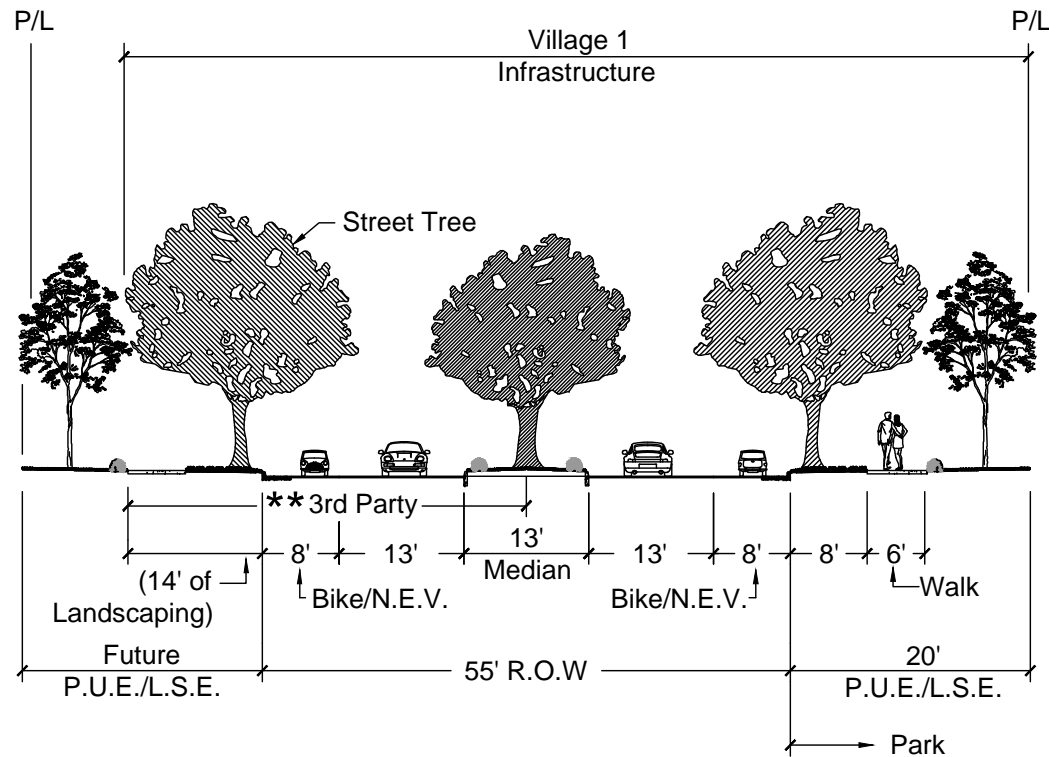 P/L
P/L
Village 1
Infrastructure
Street Tree
**3rd Party
8'
13'
13'
Median
13'
8'
8'
6'
(14' of
Landscaping)
Bike/N.E.V.
Bike/N.E.V.
Walk
Future
P.U.E./L.S.E.
55' R.O.W
20'
P.U.E./L.S.E.
Park